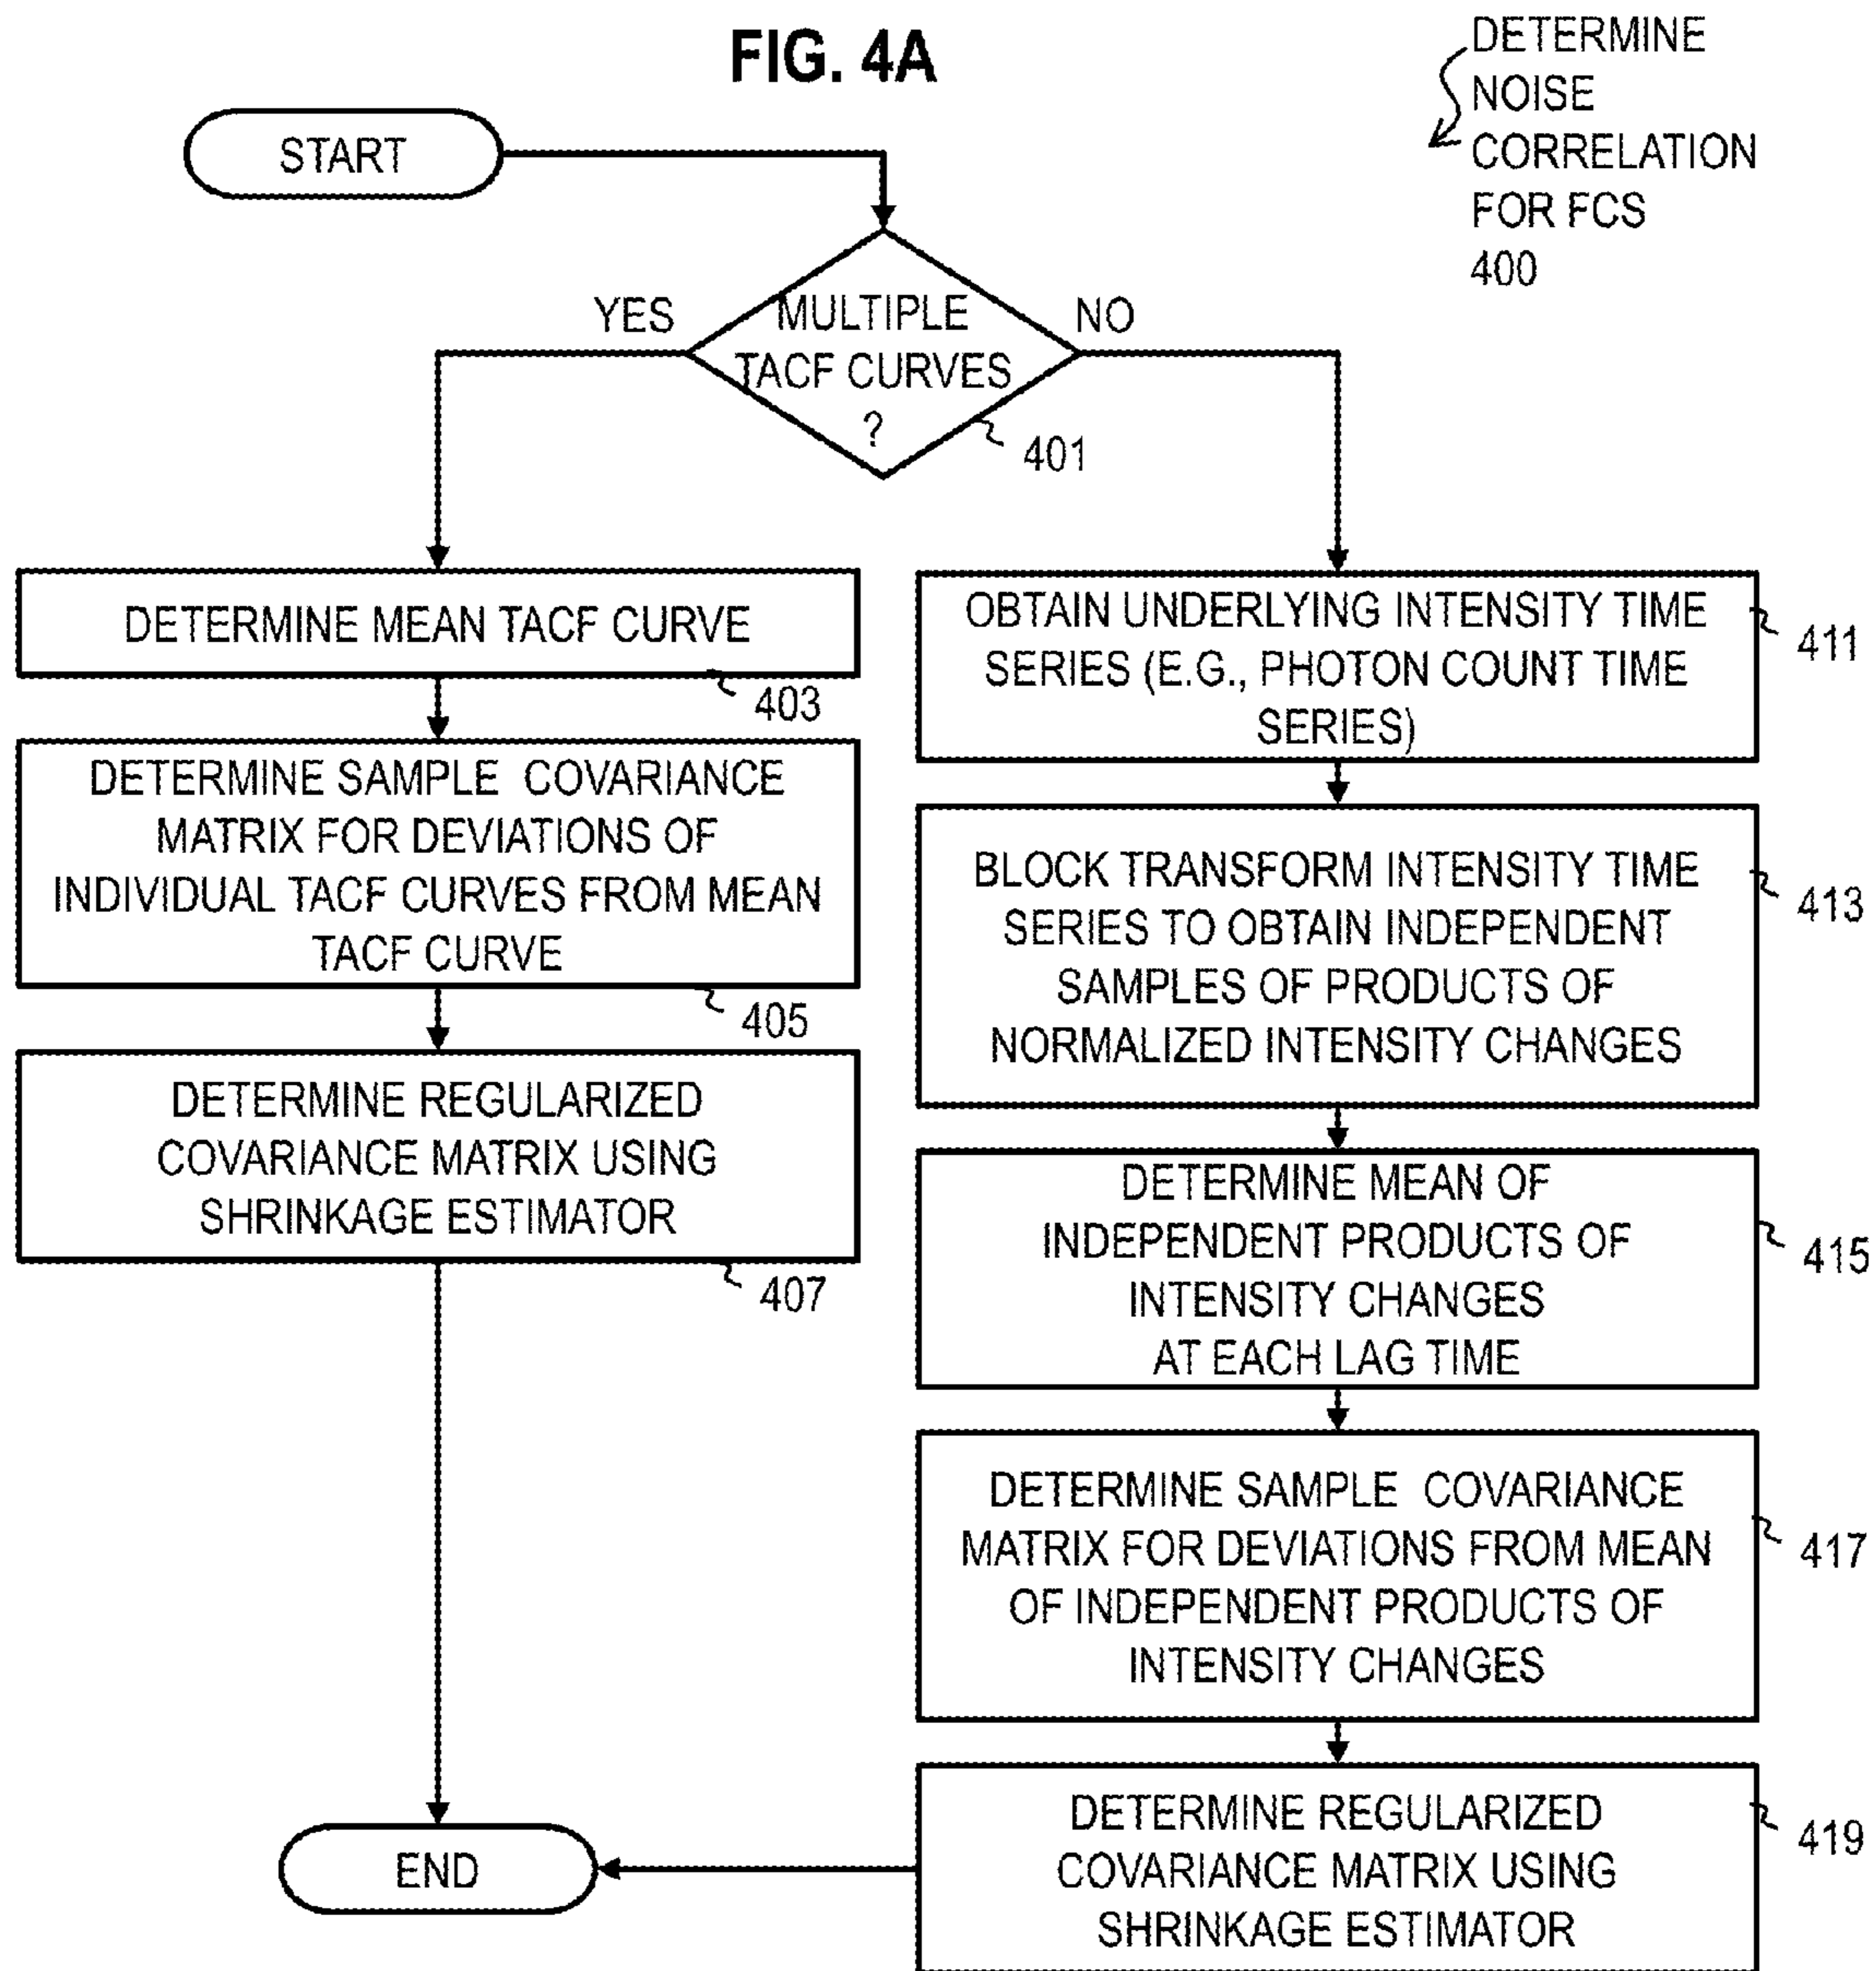 FIG. 4A
DETERMINE
NOISE
CORRELATION
FOR FCS
400
START
MULTIPLE
TACF CURVES
?
401
YES
NO
DETERMINE MEAN TACF CURVE
403
DETERMINE SAMPLE COVARIANCE
MATRIX FOR DEVIATIONS OF
INDIVIDUAL TACF CURVES FROM MEAN
TACF CURVE
405
DETERMINE REGULARIZED
COVARIANCE MATRIX USING
SHRINKAGE ESTIMATOR
407
OBTAIN UNDERLYING INTENSITY TIME
SERIES (E.G., PHOTON COUNT TIME
SERIES)
411
BLOCK TRANSFORM INTENSITY TIME
SERIES TO OBTAIN INDEPENDENT
SAMPLES OF PRODUCTS OF
NORMALIZED INTENSITY CHANGES
413
DETERMINE MEAN OF
INDEPENDENT PRODUCTS OF
INTENSITY CHANGES
AT EACH LAG TIME
415
DETERMINE SAMPLE COVARIANCE
MATRIX FOR DEVIATIONS FROM MEAN
OF INDEPENDENT PRODUCTS OF
INTENSITY CHANGES
417
DETERMINE REGULARIZED
COVARIANCE MATRIX USING
SHRINKAGE ESTIMATOR
419
END